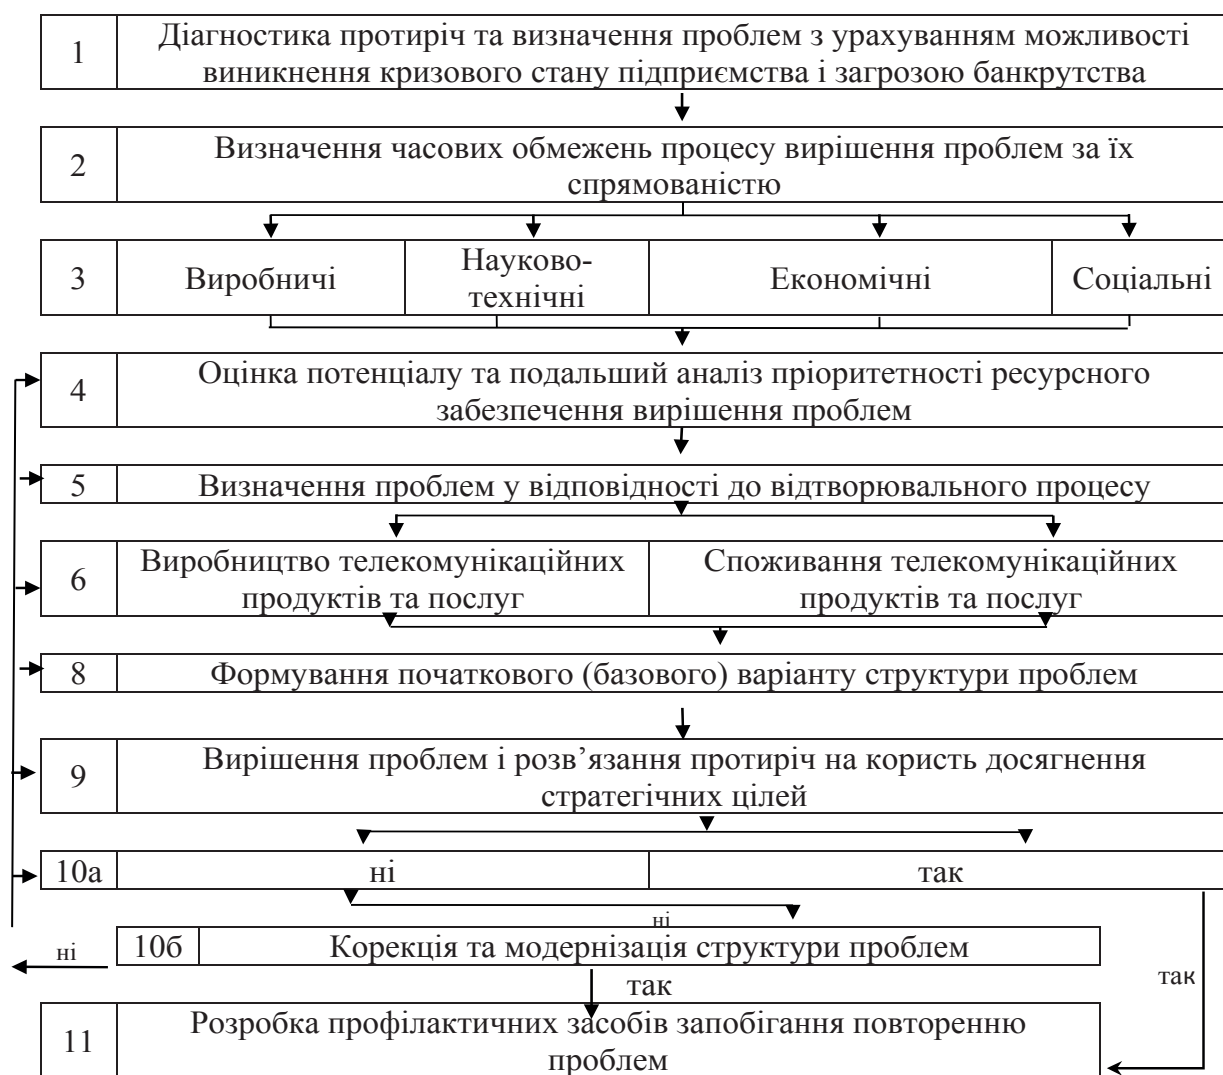 1
Діагностика протиріч та визначення проблем з урахуванням можливості
виникнення кризового стану підприємства і загрозою банкрутства
2
Визначення часових обмежень процесу вирішення проблем за їх
спрямованістю
3
Виробничі
Науково-
технічні
Економічні
Соціальні
4
Оцінка потенціалу та подальший аналіз пріоритетності ресурсного
забезпечення вирішення проблем
5
Визначення проблем у відповідності до відтворювального процесу
6
Виробництво телекомунікаційних
продуктів та послуг
Споживання телекомунікаційних
продуктів та послуг
8
Формування початкового (базового) варіанту структури проблем
9
Вирішення проблем і розв’язання протиріч на користь досягнення
стратегічних цілей
10а
ні
так
ні
10б
Корекція та модернізація структури проблем
ні
так
так
11
Розробка профілактичних засобів запобігання повторенню
проблем